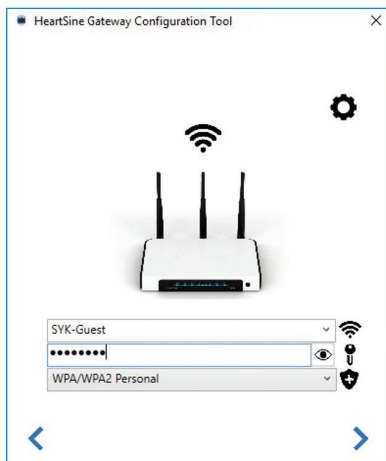 HeartSine Gateway Configuration Tool
SYK-Guest
••••••••
WPA/WPA2 Personal